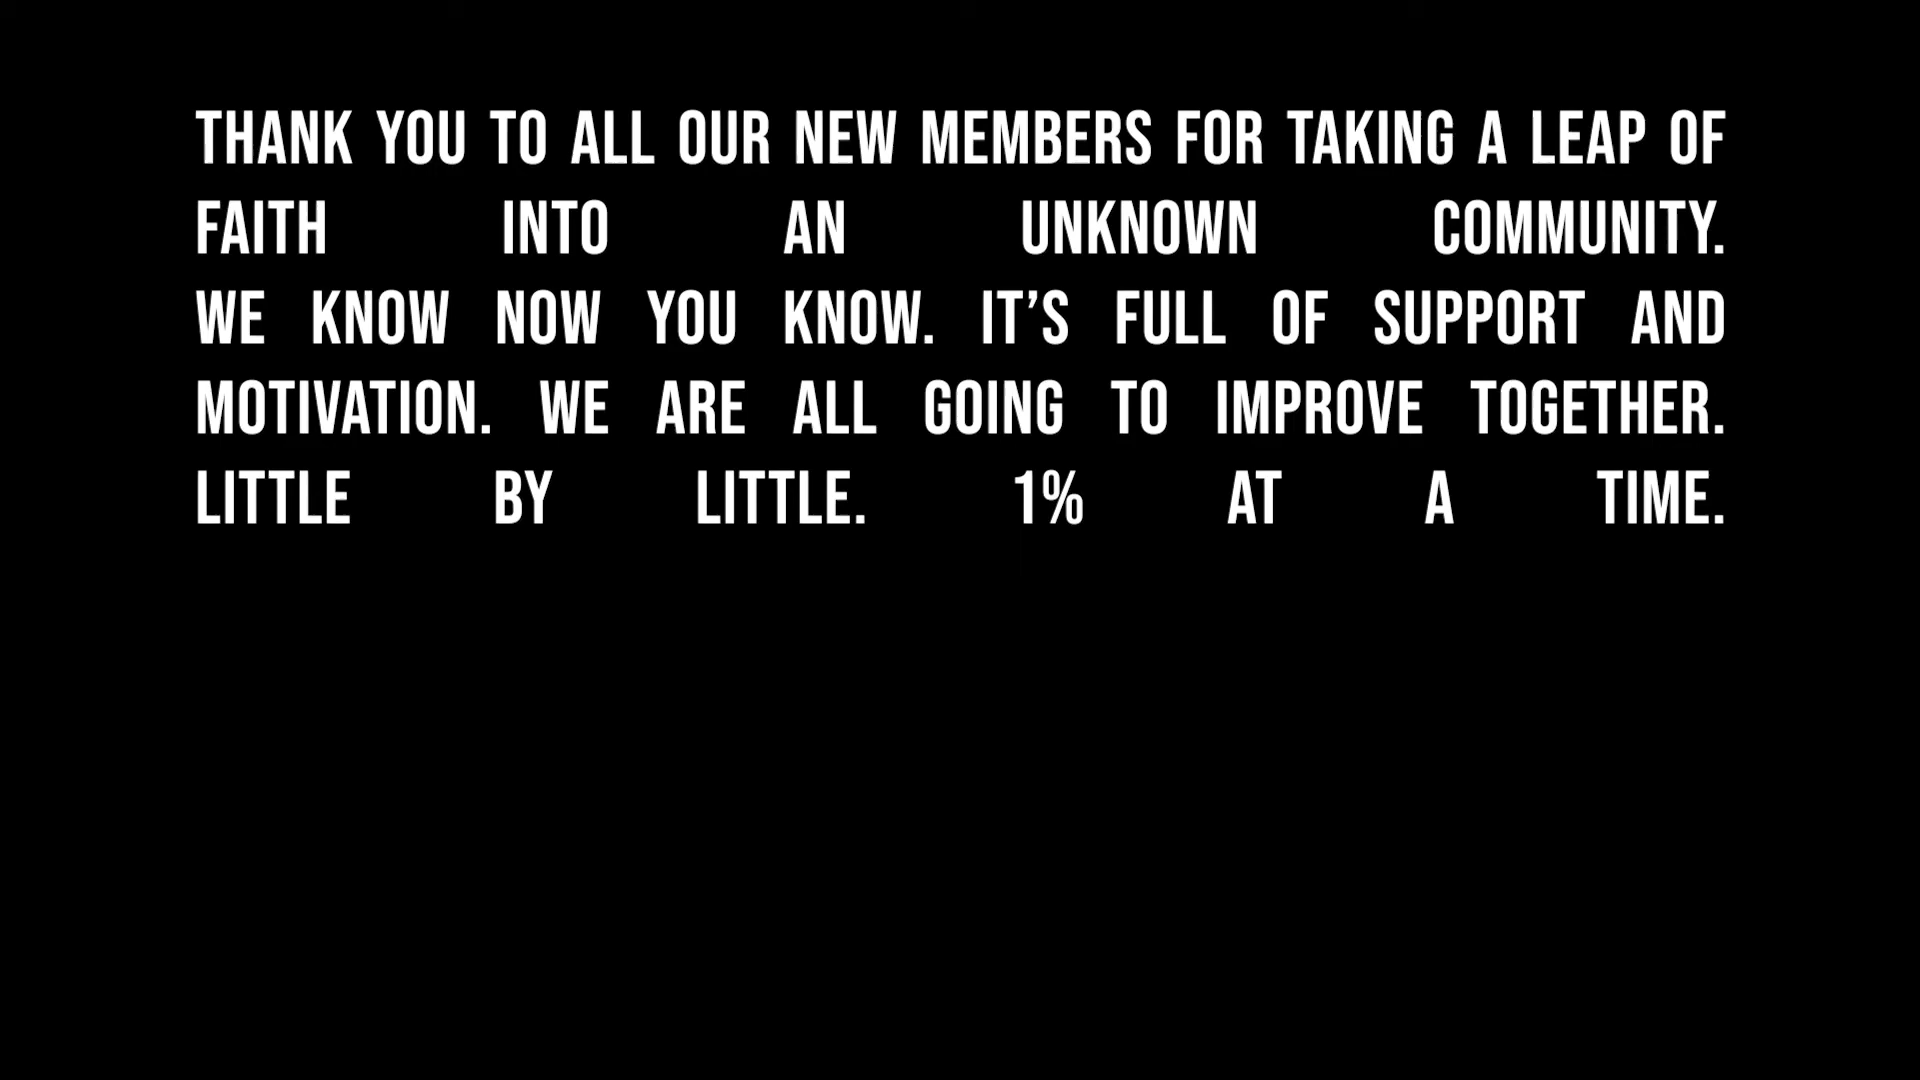 THANK YOU TO ALL OUR NEW MEMBERS FOR TAKING A LEAP OF
FAITH INTO AN UNKNOWN COMMUNITY.
WE KNOW NOW YOU KNOW. IT’S FULL OF SUPPORT AND
MOTIVATION. WE ARE ALL GOING TO IMPROVE TOGETHER.
LITTLE BY LITTLE. 1% AT A TIME.